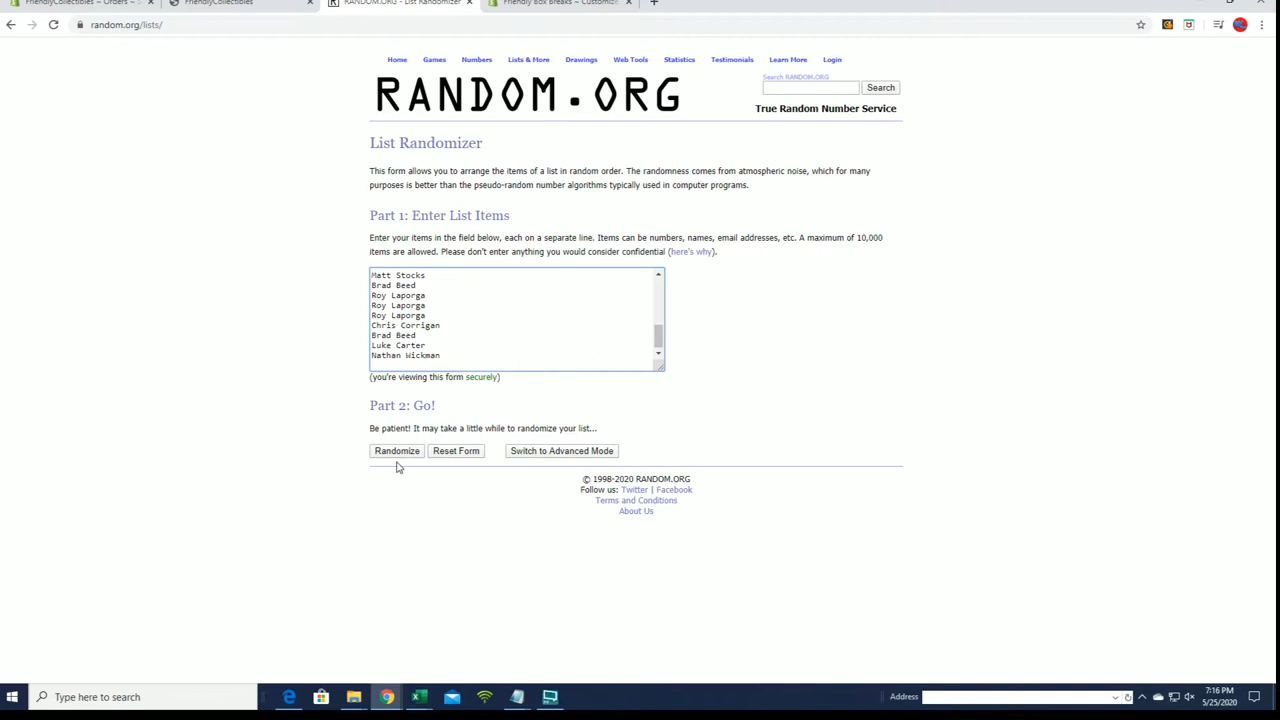 FriendlyCollectibles ~ Orders ~
FriendlyCollectibles
RANDOM.ORG - List Randomizer
Friendly Box Breaks ~ Customize
random.org/lists/
Home Games Numbers Lists & More Drawings Web Tools Statistics Testimonials Learn More Login
RANDOM.ORG
Search RANDOM.ORG
Search
True Random Number Service
List Randomizer
This form allows you to arrange the items of a list in random order. The randomness comes from atmospheric noise, which for many
purposes is better than the pseudo-random number algorithms typically used in computer programs.
Part 1: Enter List Items
Enter your items in the field below, each on a separate line. Items can be numbers, names, email addresses, etc. A maximum of 10,000
items are allowed. Please don't enter anything you would consider confidential (here's why).
Matt Stocks
Brad Beed
Roy Laporga
Roy Laporga
Roy Laporga
Chris Corrigan
Brad Beed
Luke Carter
Nathan Wickman
(you're viewing this form securely)
Part 2: Go!
Be patient! It may take a little while to randomize your list...
Randomize Reset Form Switch to Advanced Mode
© 1998-2020 RANDOM.ORG
Follow us: Twitter | Facebook
Terms and Conditions
About Us
Type here to search
Address
7:16 PM
5/25/2020